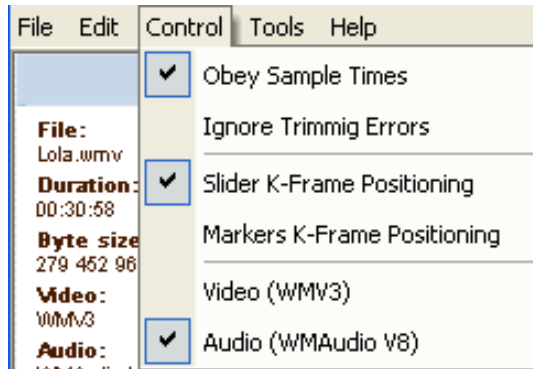 File Edit Control Tools Help
Obey Sample Times
File:
Lola.wmv
Ignore Trimmig Errors
Duration:
00:30:58
Slider K-Frame Positioning
Byte size
279 452 96
Markers K-Frame Positioning
Video:
WMV3
Video (WMV3)
Audio:
Audio (WMAudio V8)